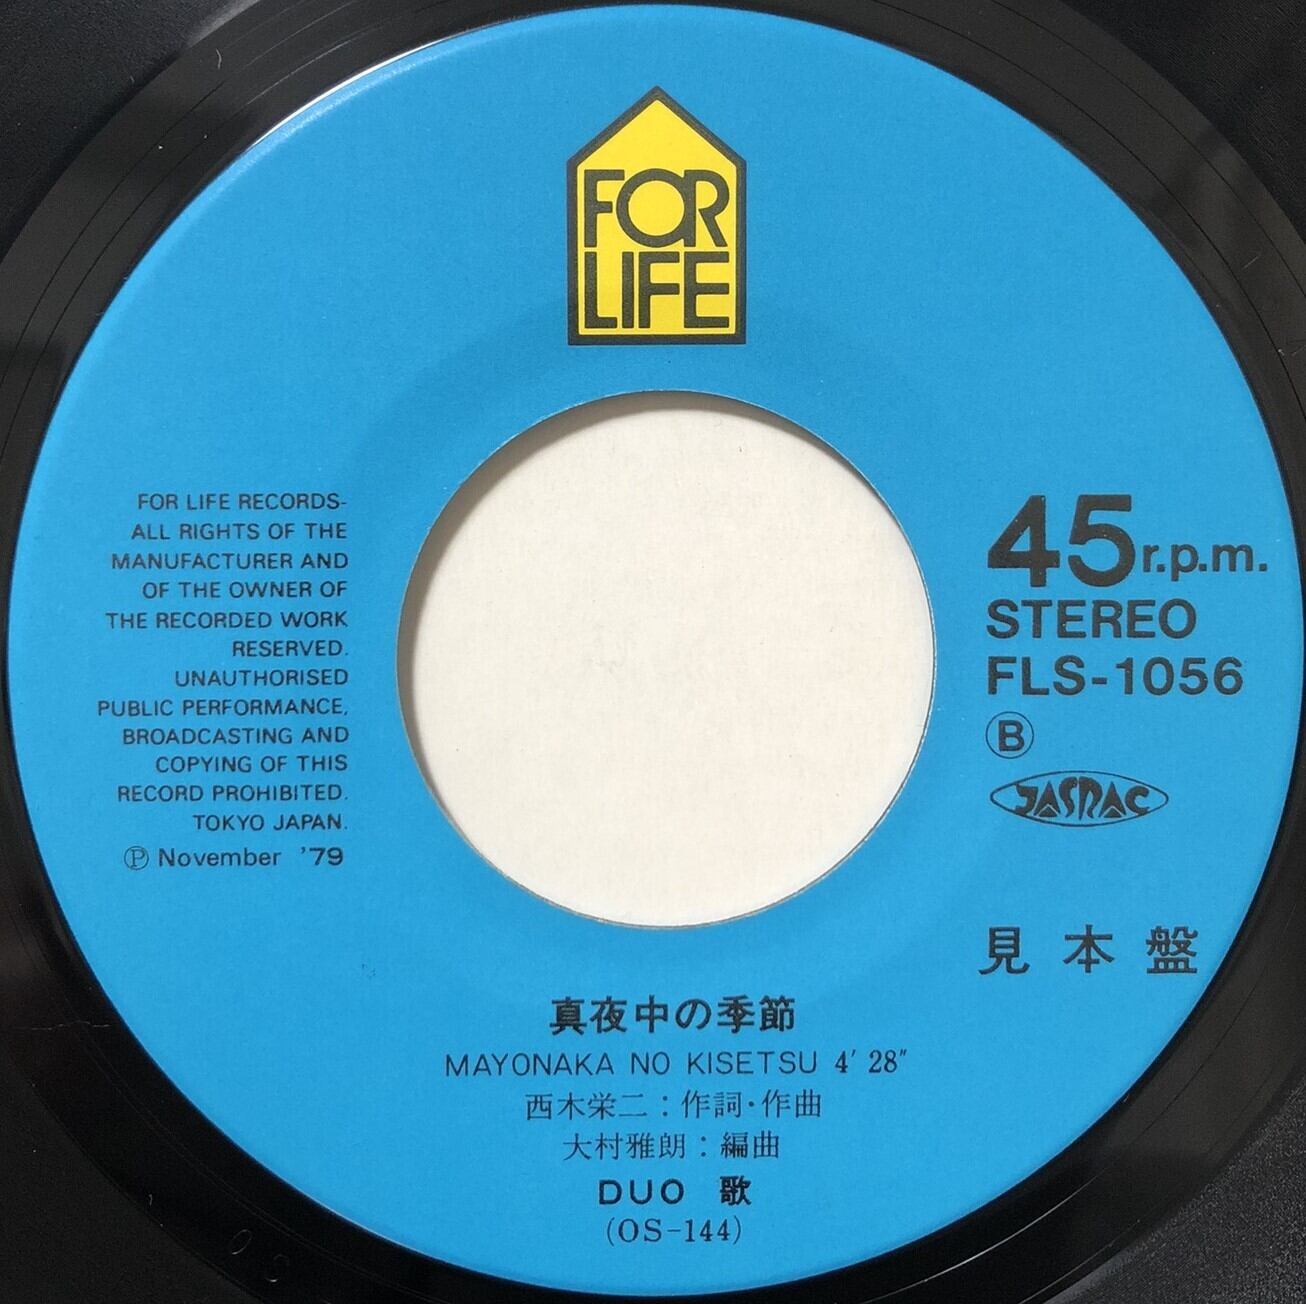 FOR
LIFE
FOR LIFE RECORDS-
ALL RIGHTS OF THE
MANUFACTURER AND
OF THE OWNER OF
THE RECORDED WORK
RESERVED.
UNAUTHORISED
PUBLIC PERFORMANCE,
BROADCASTING AND
COPYING OF THIS
RECORD PROHIBITED.
TOKYO JAPAN.
Ⓟ November '79
45 r.p.m.
STEREO
FLS-1056
Ⓑ
JASRAC
見本盤
真夜中の季節
MAYONAKA NO KISETSU 4' 28"
西木栄二：作詞・作曲
大村雅朗：編曲
DUO 歌
(OS-144)